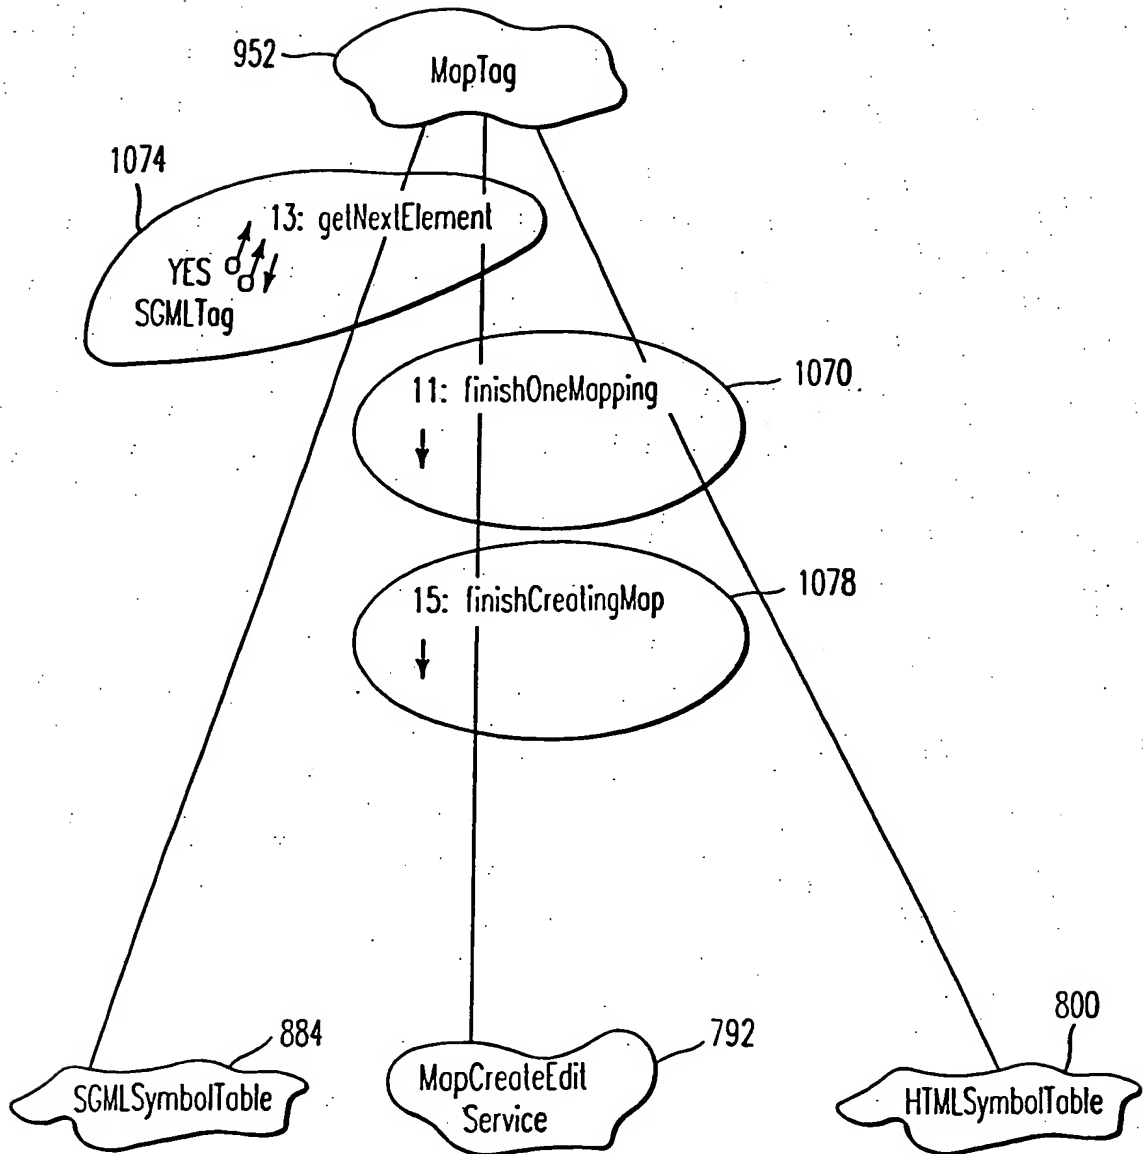 952
MapTag
1074
13: getNextElement
YES
SGMLTag
1070
11: finishOneMapping
1078
15: finishCreatingMap
884
SGMLSymbolTable
792
MapCreateEdit
Service
800
HTMLSymbolTable